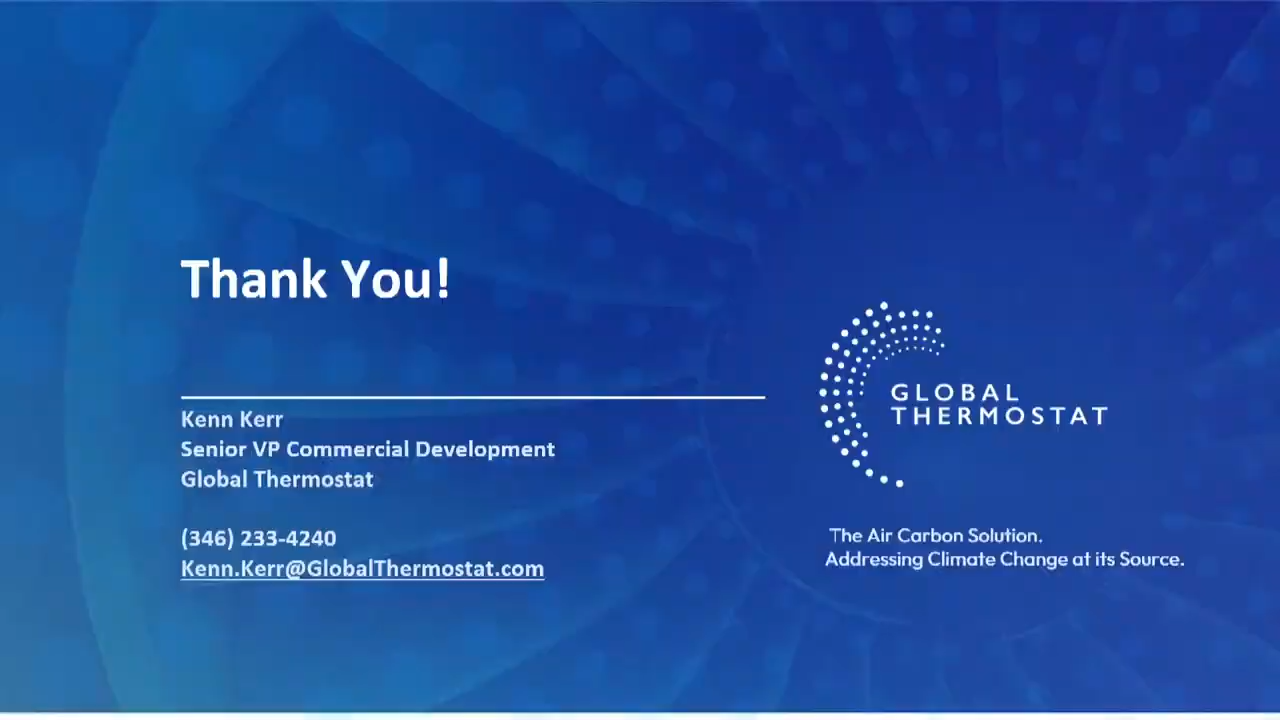 Thank You!
Kenn Kerr
Senior VP Commercial Development
Global Thermostat
(346) 233-4240
Kenn.Kerr@GlobalThermostat.com
GLOBAL
THERMOSTAT
The Air Carbon Solution.
Addressing Climate Change at its Source.